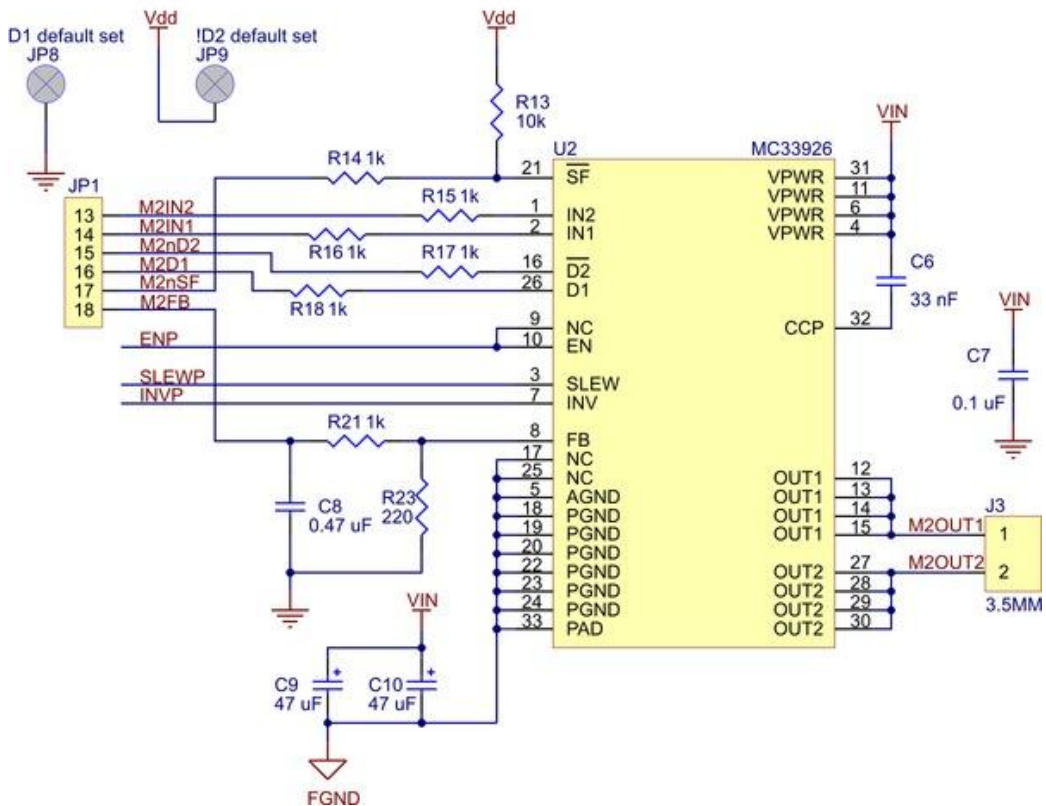 Vdd
Vdd
D1 default set
JP8
!D2 default set
JP9
R13
10k
VIN
U2
MC33926
R14 1k
21
SF
VPWR
31
VPWR
11
JP1
R15 1k
13
M2IN2
1
IN2
VPWR
6
14
M2IN1
2
IN1
VPWR
4
15
M2nD2
R16 1k
R17 1k
16
M2D1
16
D2
C6
17
M2nSF
26
D1
33 nF
18
M2FB
R18 1k
9
NC
CCP
32
VIN
ENP
10
EN
C7
SLEWP
3
SLEW
INVP
7
INV
0.1 uF
R21 1k
8
FB
17
NC
25
NC
OUT1
12
C8
0.47 uF
R23
220
5
AGND
OUT1
13
18
PGND
OUT1
14
J3
19
PGND
OUT1
15
M2OUT1
1
20
PGND
22
PGND
OUT2
27
M2OUT2
2
23
PGND
OUT2
28
24
PGND
OUT2
29
3.5MM
33
PAD
OUT2
30
VIN
C9
47 uF
+
C10
47 uF
+
FGND